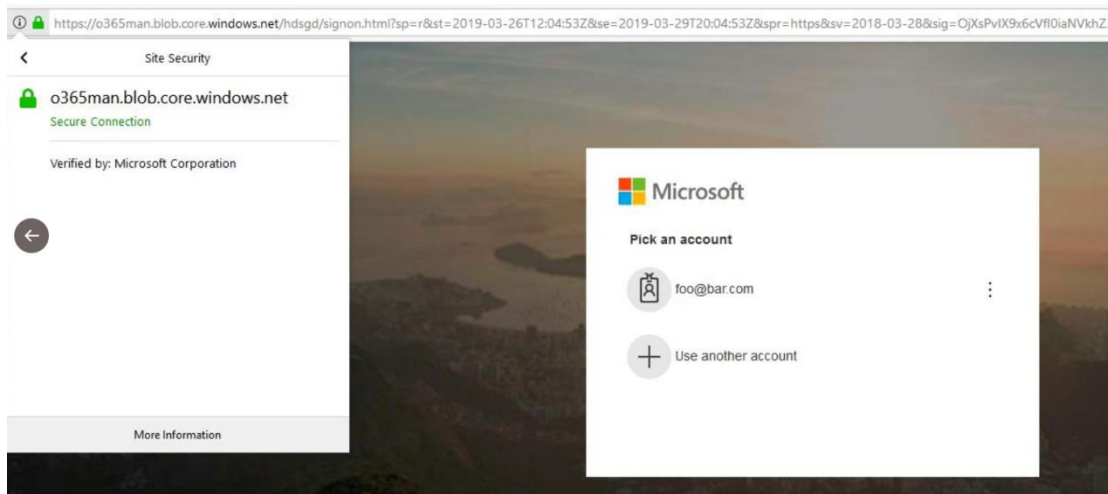 https://o365man.blob.core.windows.net/hdsgd/signon.html?sp=r&st=2019-03-26T12:04:53Z&se=2019-03-29T20:04:53Z&spr=https&sv=2018-03-28&sig=OjXsPvIX9x6cVfl0iaNVkhZ
Site Security
o365man.blob.core.windows.net
Secure Connection
Verified by: Microsoft Corporation
More Information
Microsoft
Pick an account
foo@bar.com
Use another account